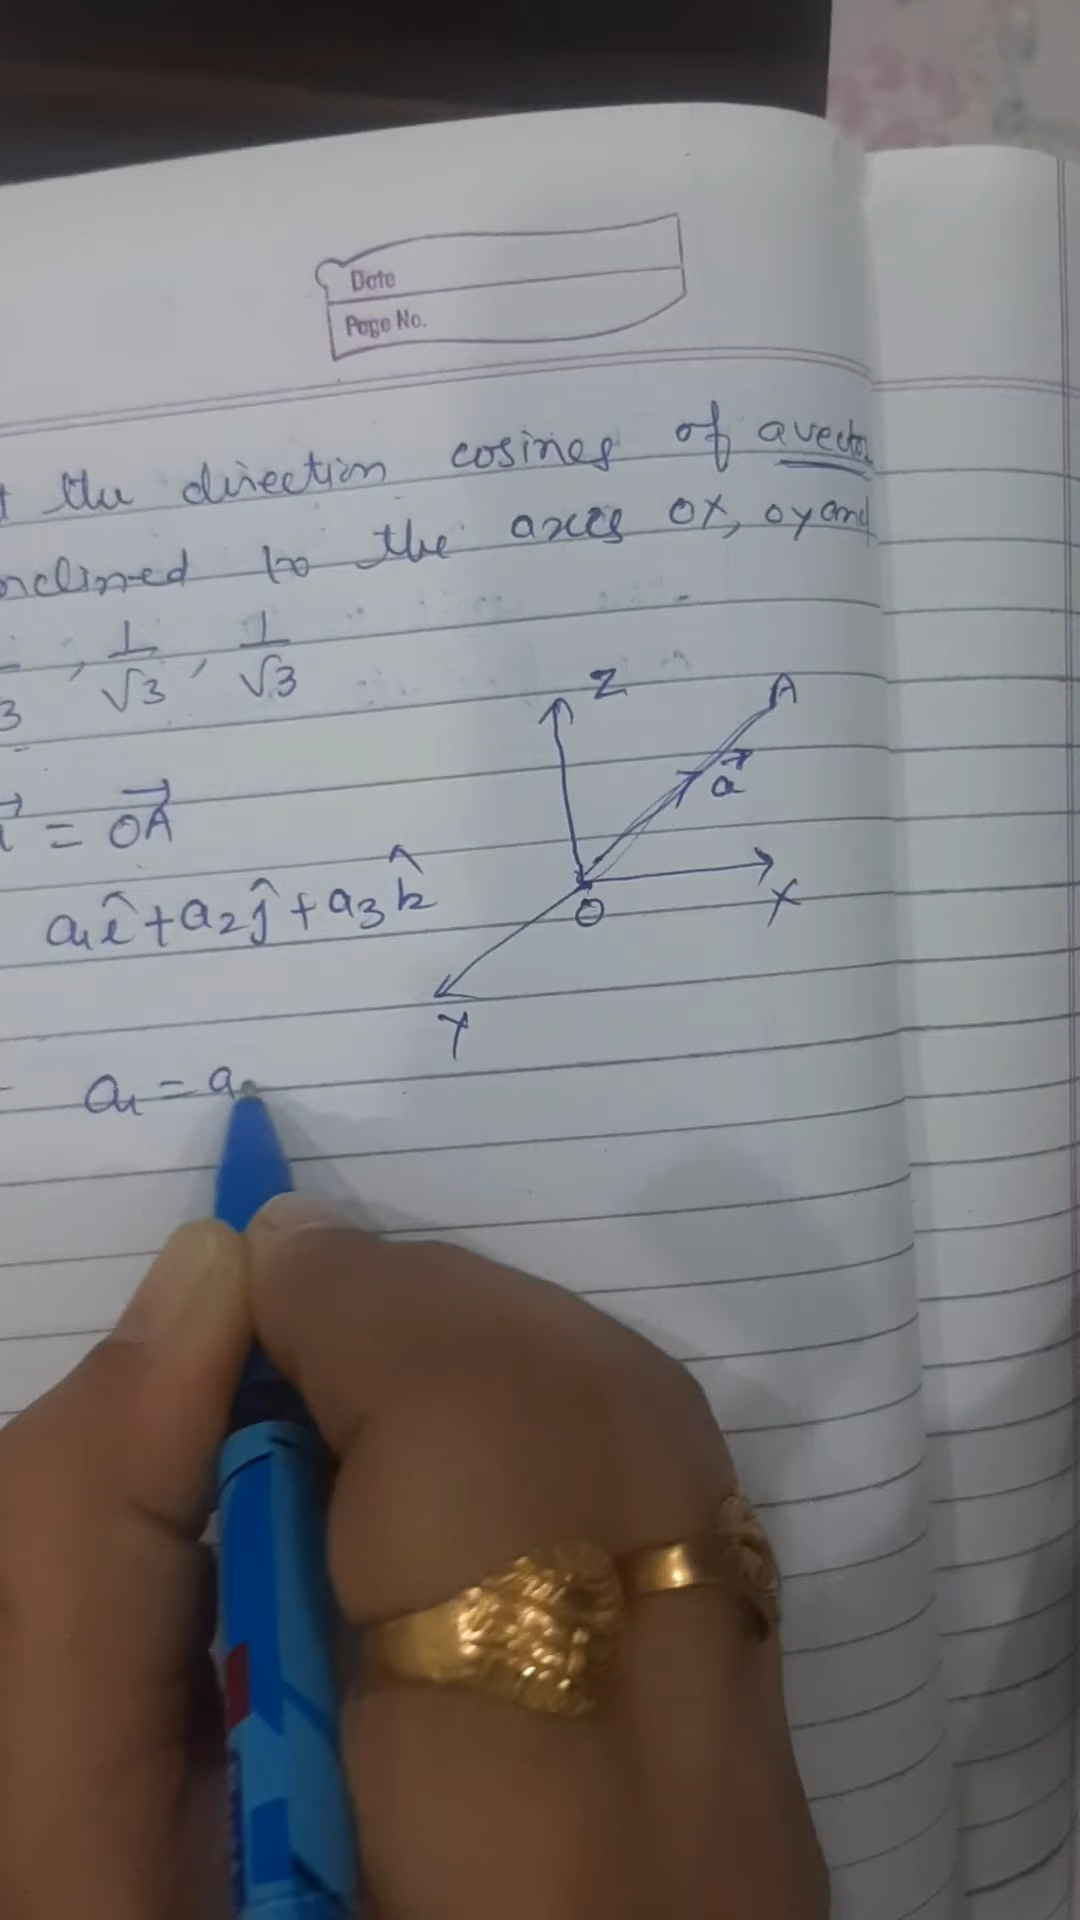 Date
Page No.
the direction cosines of a vector
inclined to the axes OX, OY and
3, 1/√3, 1/√3
Z
A
a⃗
= OA⃗
X
O
a₁î+a₂ĵ+a₃k̂
Y
a₁ = a